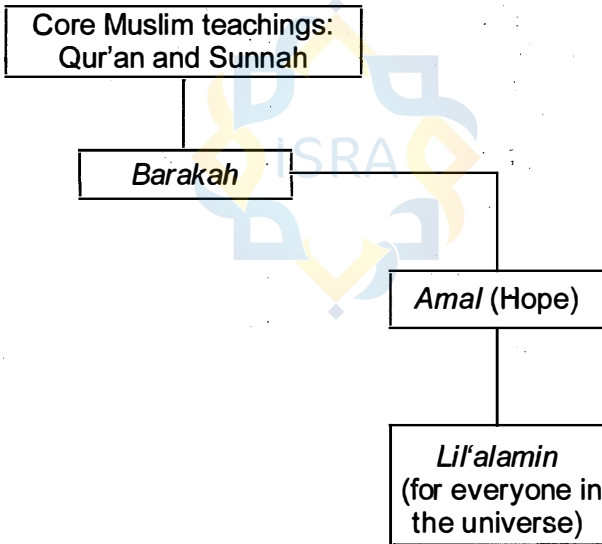 Core Muslim teachings:
Qur'an and Sunnah
ISRA
Barakah
Amal (Hope)
Lil‘alamin
(for everyone in
the universe)